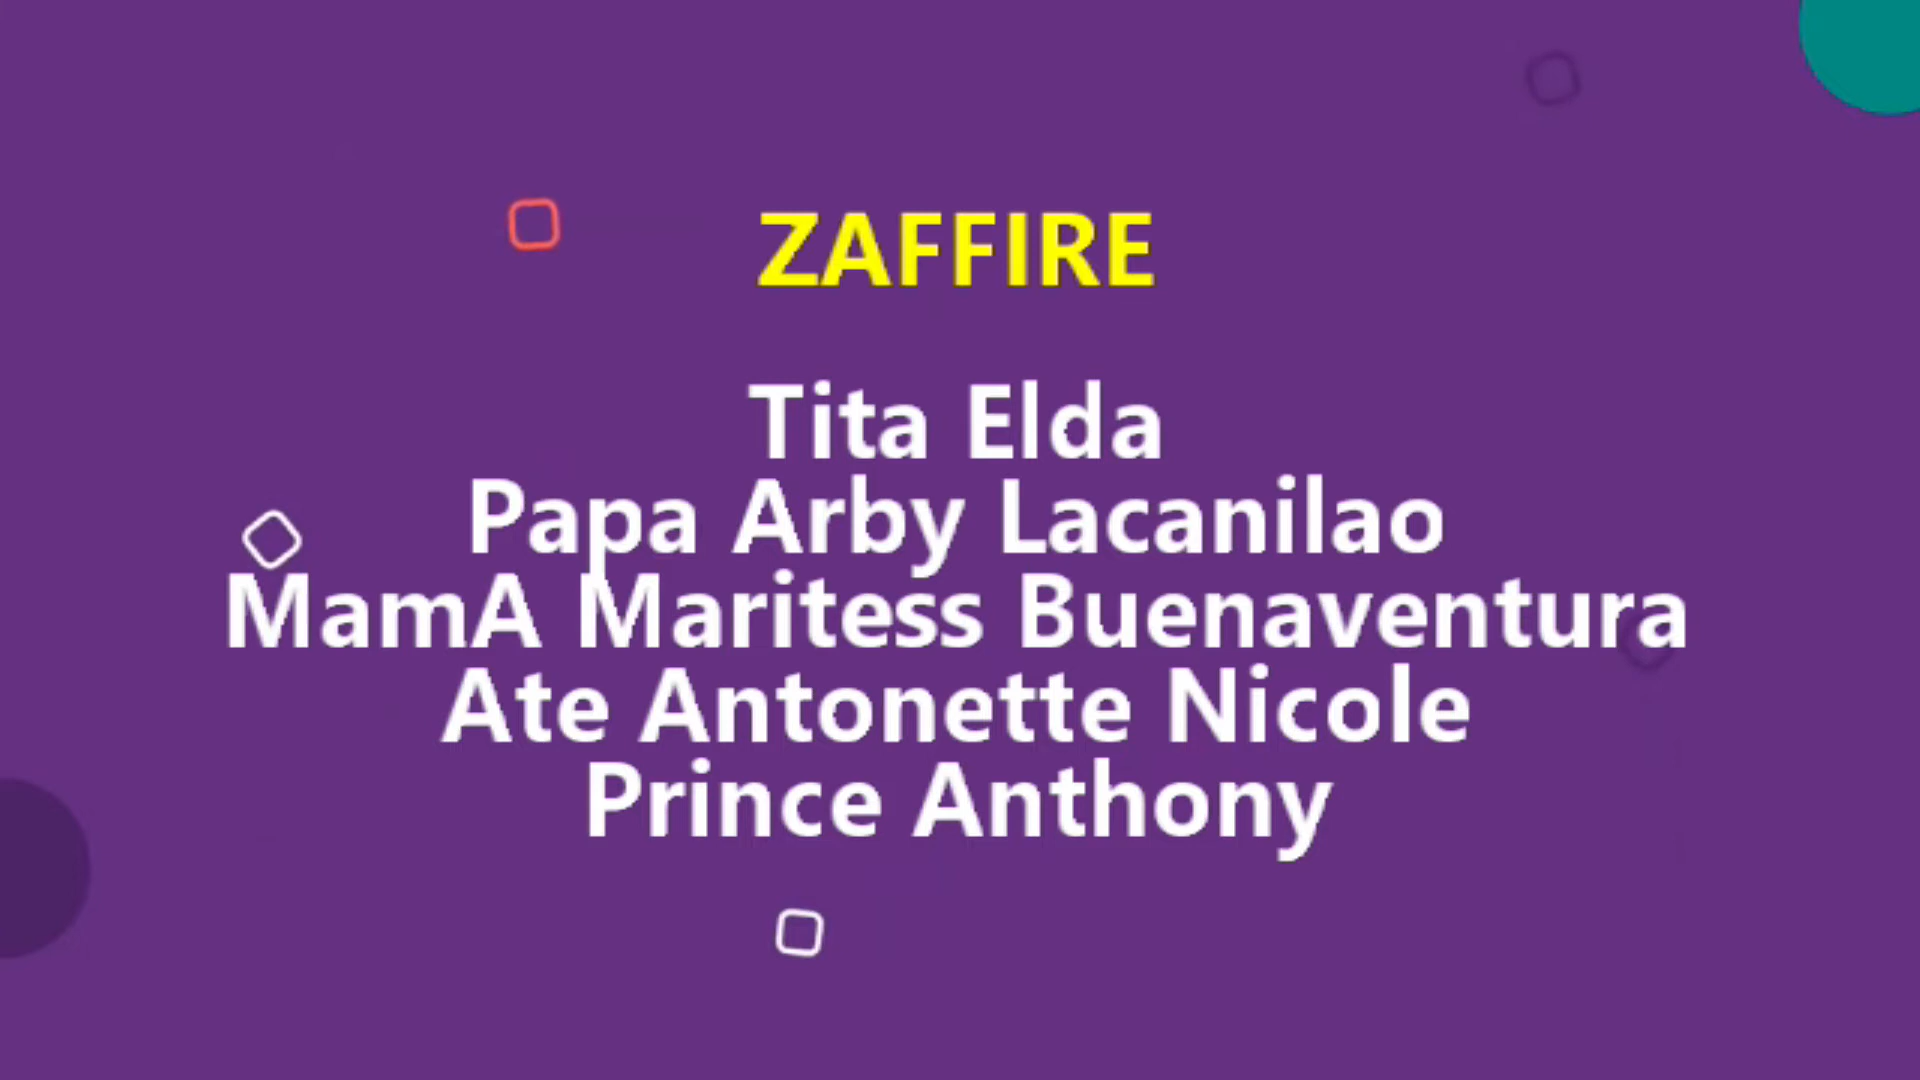 ZAFFIRE
Tita Elda
Papa Arby Lacanilao
MamA Maritess Buenaventura
Ate Antonette Nicole
Prince Anthony